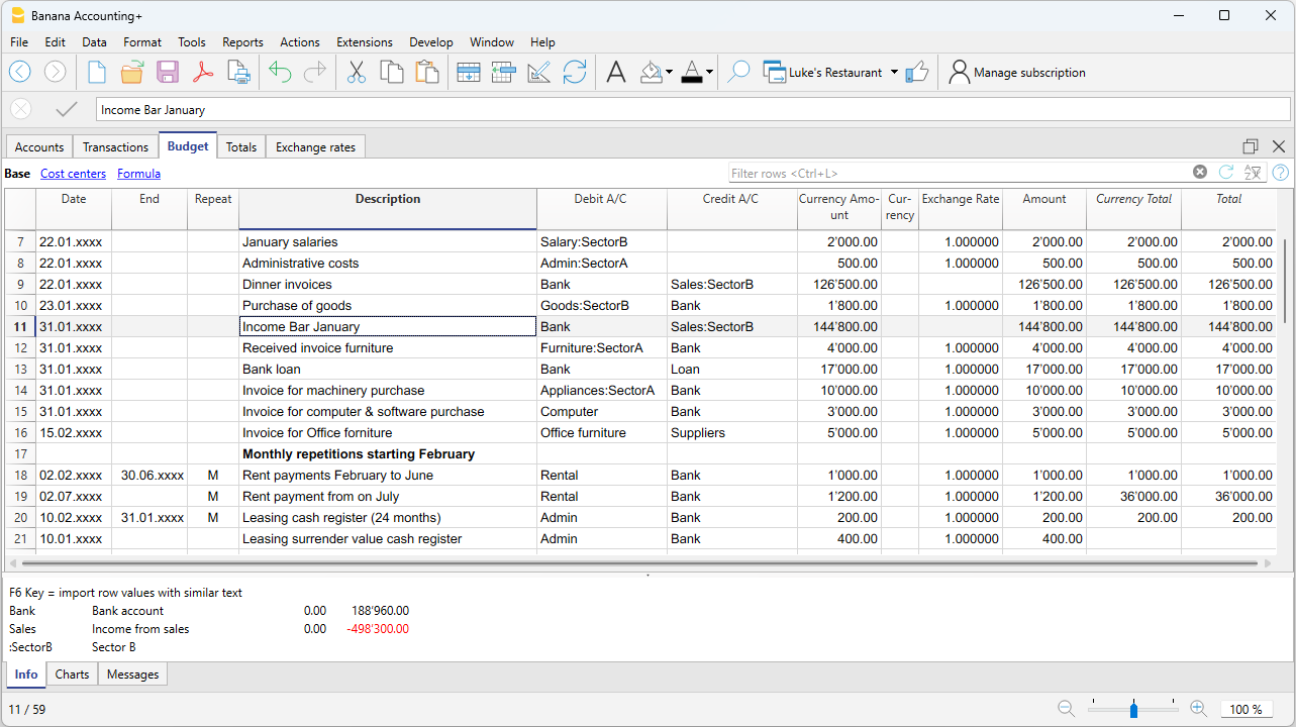 Banana Accounting+
File Edit Data Format Tools Reports Actions Extensions Develop Window Help
Luke's Restaurant Manage subscription
Income Bar January
Accounts Transactions Budget Totals Exchange rates
Base Cost centers Formula Filter rows <Ctrl+L>
Date End Repeat Description Debit A/C Credit A/C Currency Amo- Cur- Exchange Rate Amount Currency Total Total
unt rency
7 22.01.xxxx January salaries Salary:SectorB 2'000.00 1.000000 2'000.00 2'000.00 2'000.00
8 22.01.xxxx Administrative costs Admin:SectorA 500.00 1.000000 500.00 500.00 500.00
9 22.01.xxxx Dinner invoices Bank Sales:SectorB 126'500.00 126'500.00 126'500.00 126'500.00
10 23.01.xxxx Purchase of goods Goods:SectorB Bank 1'800.00 1.000000 1'800.00 1'800.00 1'800.00
11 31.01.xxxx Income Bar January Bank Sales:SectorB 144'800.00 144'800.00 144'800.00 144'800.00
12 31.01.xxxx Received invoice furniture Furniture:SectorA Bank 4'000.00 1.000000 4'000.00 4'000.00 4'000.00
13 31.01.xxxx Bank loan Bank Loan 17'000.00 1.000000 17'000.00 17'000.00 17'000.00
14 31.01.xxxx Invoice for machinery purchase Appliances:SectorA Bank 10'000.00 1.000000 10'000.00 10'000.00 10'000.00
15 31.01.xxxx Invoice for computer & software purchase Computer Bank 3'000.00 1.000000 3'000.00 3'000.00 3'000.00
16 15.02.xxxx Invoice for Office forniture Office furniture Suppliers 5'000.00 1.000000 5'000.00 5'000.00 5'000.00
17 Monthly repetitions starting February
18 02.02.xxxx 30.06.xxxx M Rent payments February to June Rental Bank 1'000.00 1.000000 1'000.00 1'000.00 1'000.00
19 02.07.xxxx M Rent payment from on July Rental Bank 1'200.00 1.000000 1'200.00 36'000.00 36'000.00
20 10.02.xxxx 31.01.xxxx M Leasing cash register (24 months) Admin Bank 200.00 1.000000 200.00 200.00 200.00
21 10.01.xxxx Leasing surrender value cash register Admin Bank 400.00 1.000000 400.00
F6 Key = import row values with similar text
Bank Bank account 0.00 188'960.00
Sales Income from sales 0.00 -498'300.00
:SectorB Sector B
Info Charts Messages
11 / 59 100 %